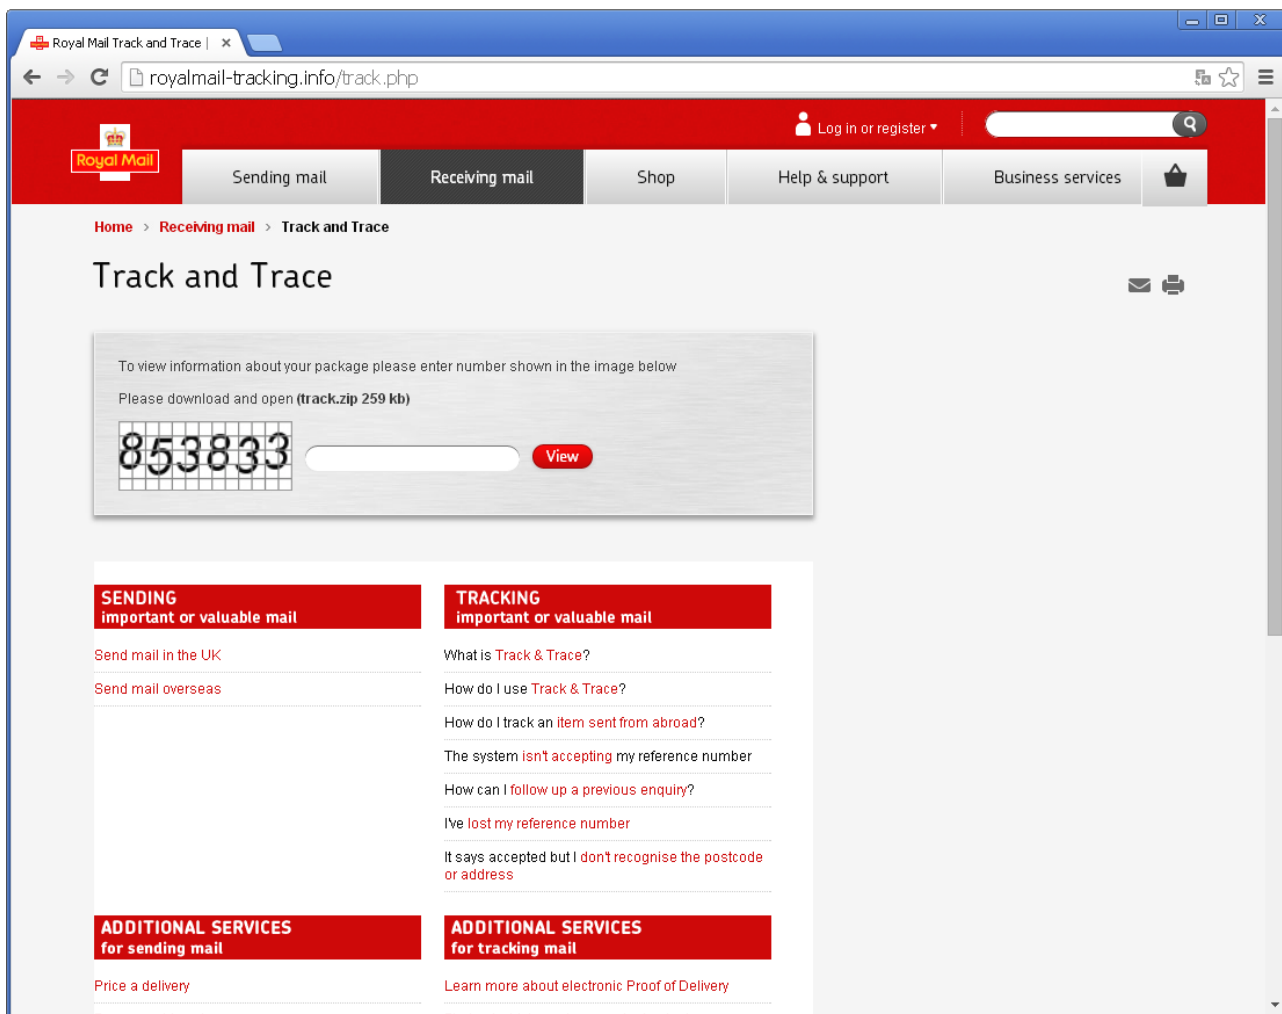 Royal Mail Track and Trace |
royalmail-tracking.info/track.php
Log in or register
Royal Mail
Sending mail
Receiving mail
Shop
Help & support
Business services
Home > Receiving mail > Track and Trace
Track and Trace
To view information about your package please enter number shown in the image below
Please download and open (track.zip 259 kb)
853833
View
SENDING
important or valuable mail
Send mail in the UK
Send mail overseas
TRACKING
important or valuable mail
What is Track & Trace?
How do I use Track & Trace?
How do I track an item sent from abroad?
The system isn't accepting my reference number
How can I follow up a previous enquiry?
I've lost my reference number
It says accepted but I don't recognise the postcode
or address
ADDITIONAL SERVICES
for sending mail
Price a delivery
ADDITIONAL SERVICES
for tracking mail
Learn more about electronic Proof of Delivery